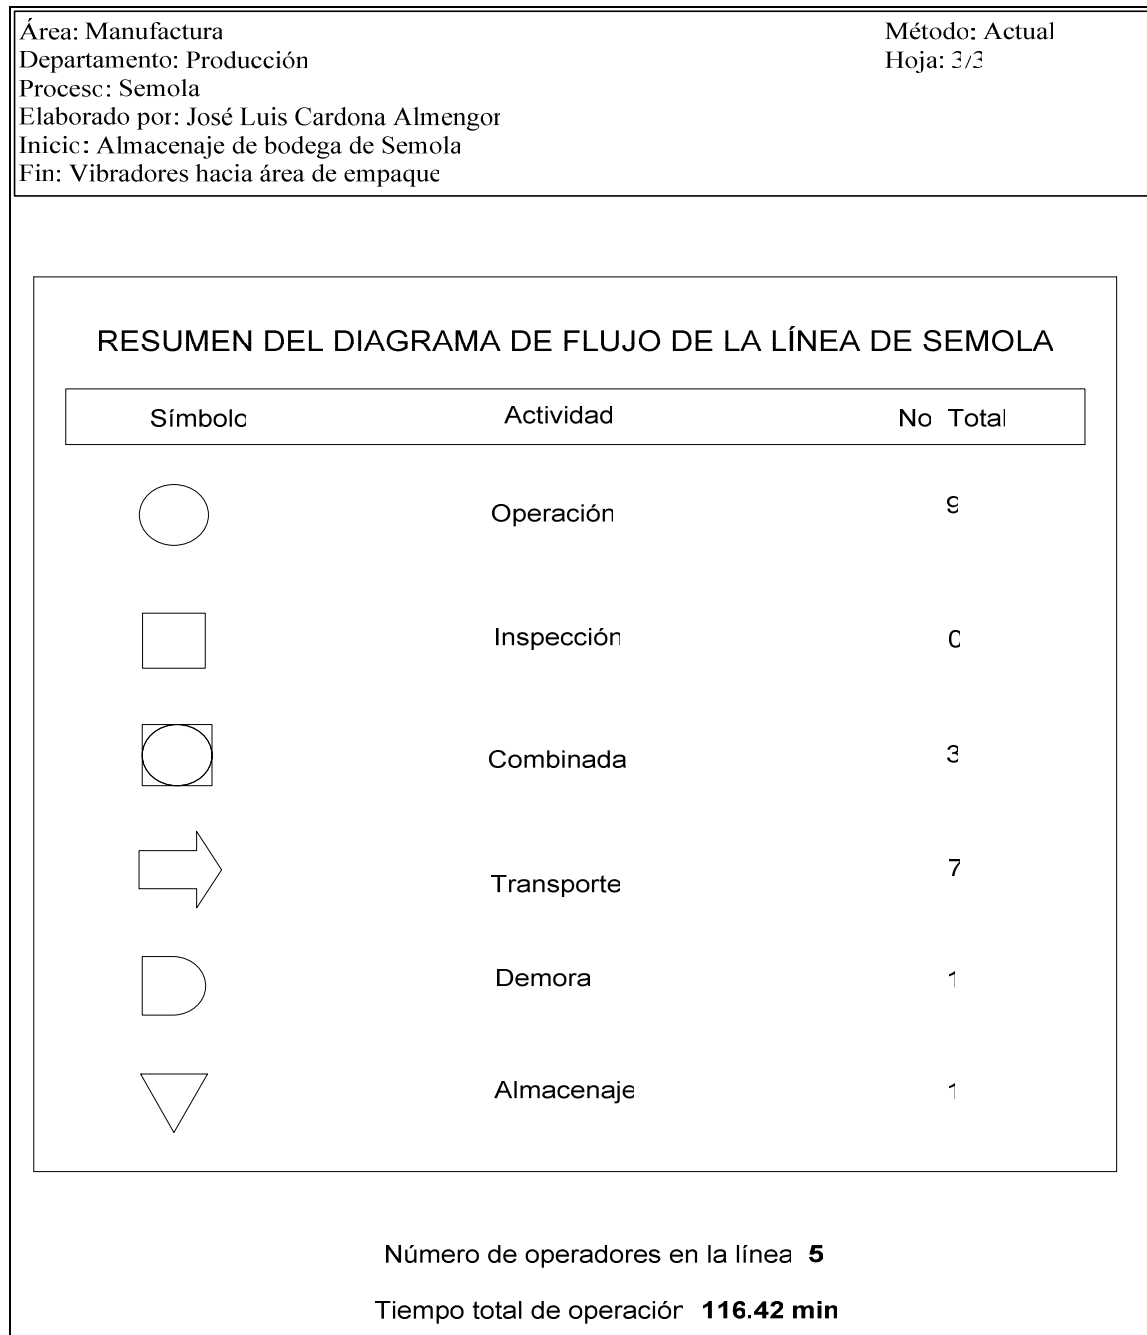 Área: Manufactura
Método: Actual
Departamento: Producción
Hoja: 3/3
Proceso: Semola
Elaborado por: José Luis Cardona Almengor
Inicio: Almacenaje de bodega de Semola
Fin: Vibradores hacia área de empaque
RESUMEN DEL DIAGRAMA DE FLUJO DE LA LÍNEA DE SEMOLA
Símbolo Actividad No Total
Operación 9
Inspección 0
Combinada 3
Transporte 7
Demora 1
Almacenaje 1
Número de operadores en la línea 5
Tiempo total de operación 116.42 min